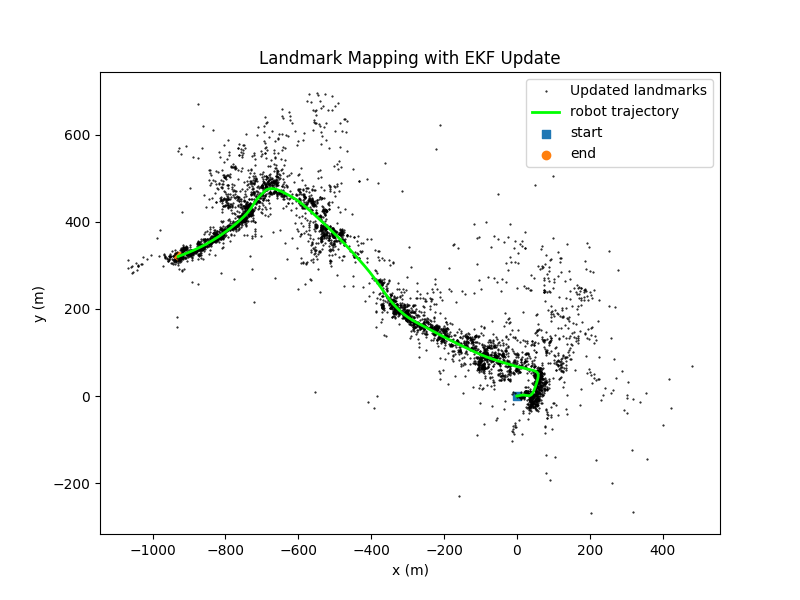 Landmark Mapping with EKF Update
Updated landmarks
robot trajectory
start
end
600
400
200
0
−200
y (m)
−1000 −800 −600 −400 −200 0 200 400
x (m)